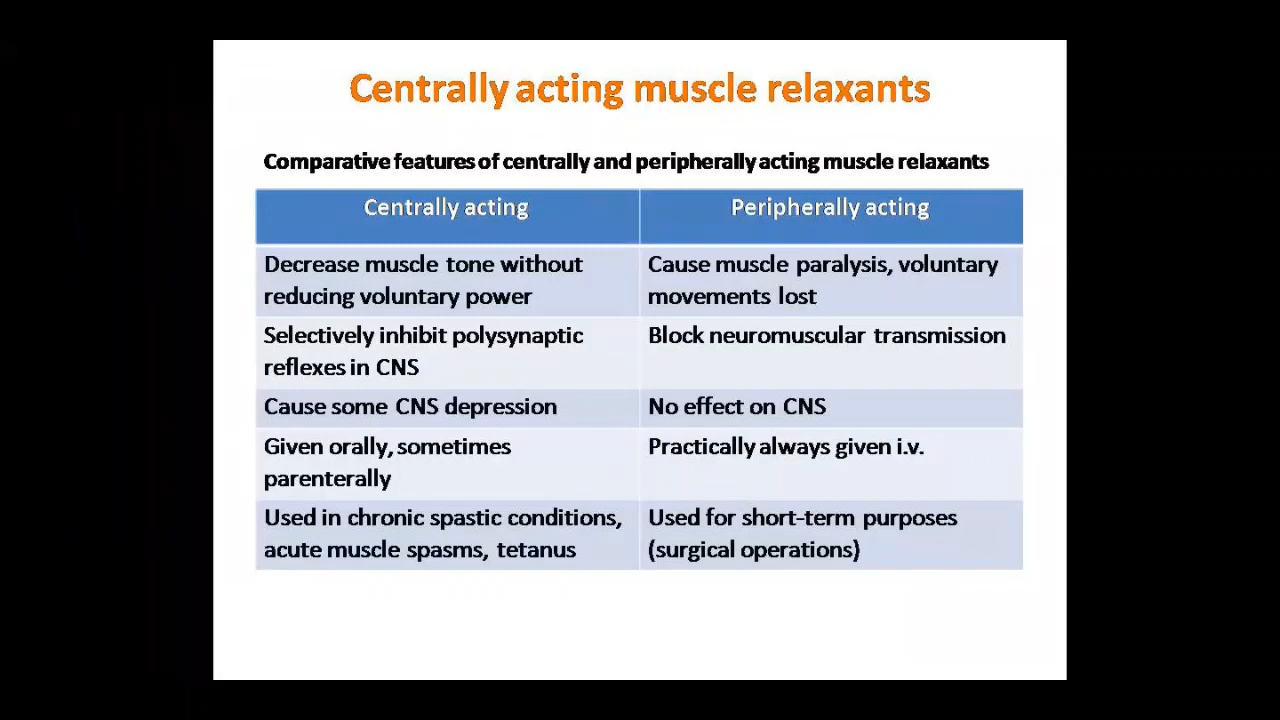 Centrally acting muscle relaxants
Comparative features of centrally and peripherally acting muscle relaxants
Centrally acting
Peripherally acting
Decrease muscle tone without
reducing voluntary power
Cause muscle paralysis, voluntary
movements lost
Selectively inhibit polysynaptic
reflexes in CNS
Block neuromuscular transmission
Cause some CNS depression
No effect on CNS
Given orally, sometimes
parenterally
Practically always given i.v.
Used in chronic spastic conditions,
acute muscle spasms, tetanus
Used for short-term purposes
(surgical operations)